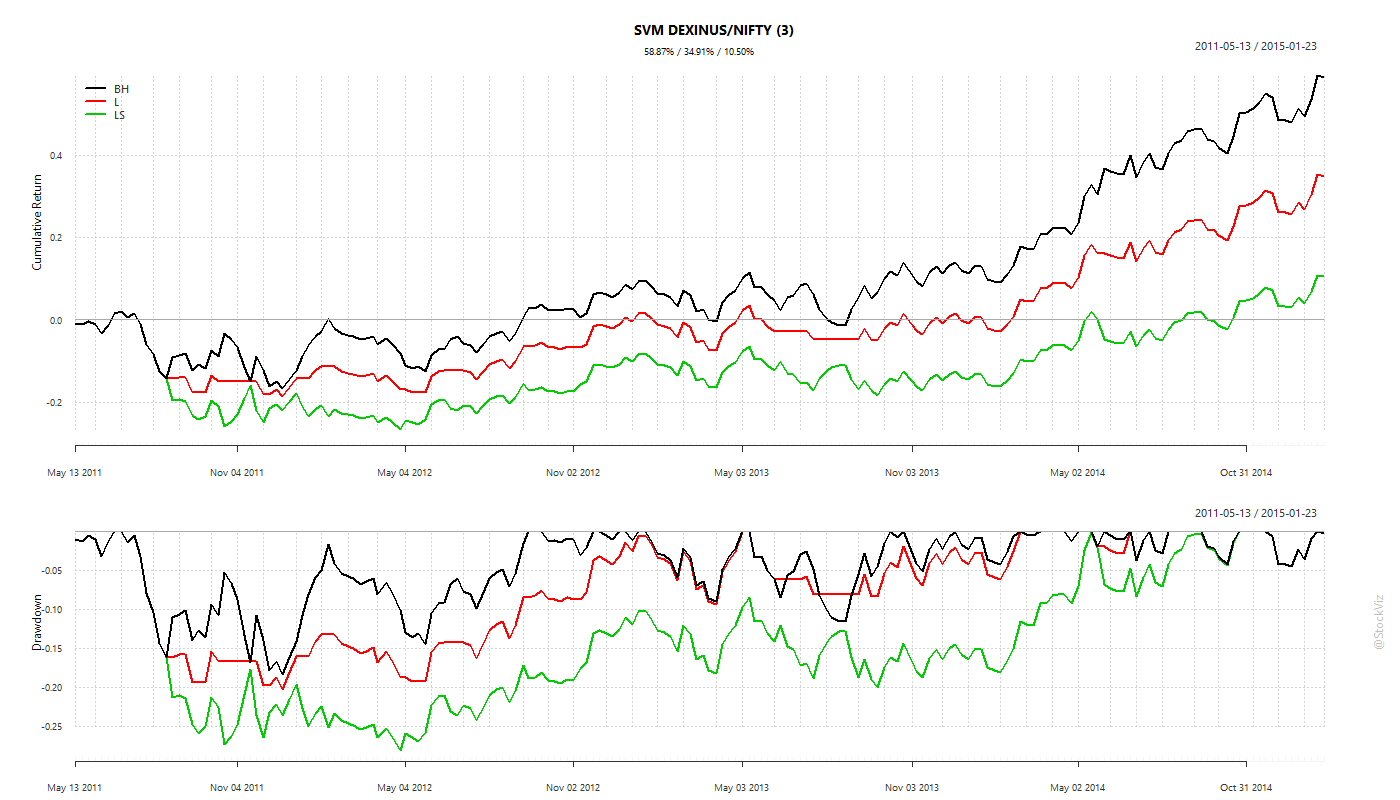 SVM DEXINUS/NIFTY (3)
58.87% / 34.91% / 10.50%
2011-05-13 / 2015-01-23
BH
L
LS
Cumulative Return
0.4
0.2
0.0
-0.2
May 13 2011
Nov 04 2011
May 04 2012
Nov 02 2012
May 03 2013
Nov 03 2013
May 02 2014
Oct 31 2014
2011-05-13 / 2015-01-23
Drawdown
-0.05
-0.10
-0.15
-0.20
-0.25
May 13 2011
Nov 04 2011
May 04 2012
Nov 02 2012
May 03 2013
Nov 03 2013
May 02 2014
Oct 31 2014
@StockViz